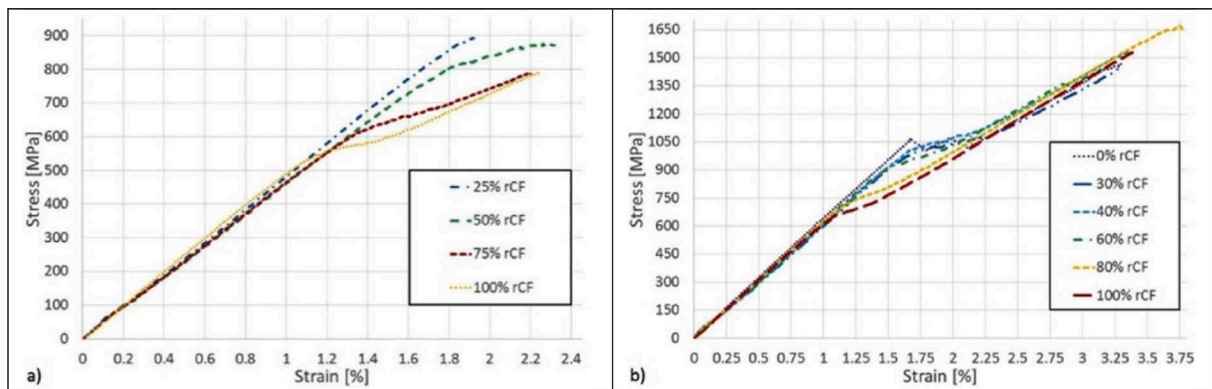 900
800
700
600
500
400
300
200
100
0
Stress [MPa]
0 0.2 0.4 0.6 0.8 1 1.2 1.4 1.6 1.8 2 2.2 2.4
Strain [%]
25% rCF
50% rCF
75% rCF
100% rCF
a)
1650
1500
1350
1200
1050
900
750
600
450
300
150
0
Stress [MPa]
0 0.25 0.5 0.75 1 1.25 1.5 1.75 2 2.25 2.5 2.75 3 3.25 3.5 3.75
Strain [%]
0% rCF
30% rCF
40% rCF
60% rCF
80% rCF
100% rCF
b)